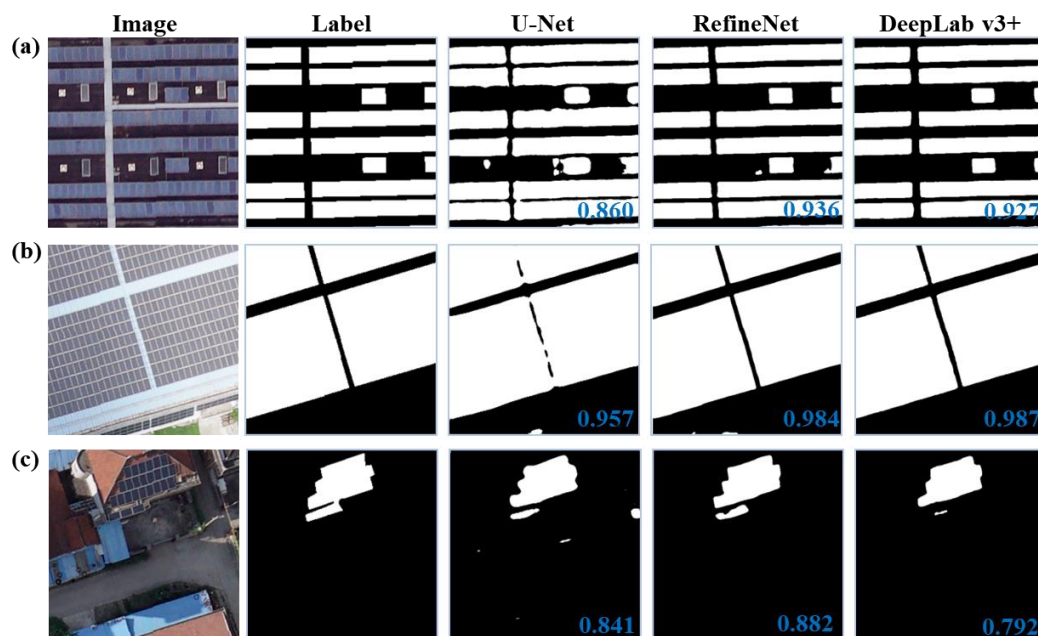 Image Label U-Net RefineNet DeepLab v3+
(a)
0.860 0.936 0.927
(b)
0.957 0.984 0.987
(c)
0.841 0.882 0.792